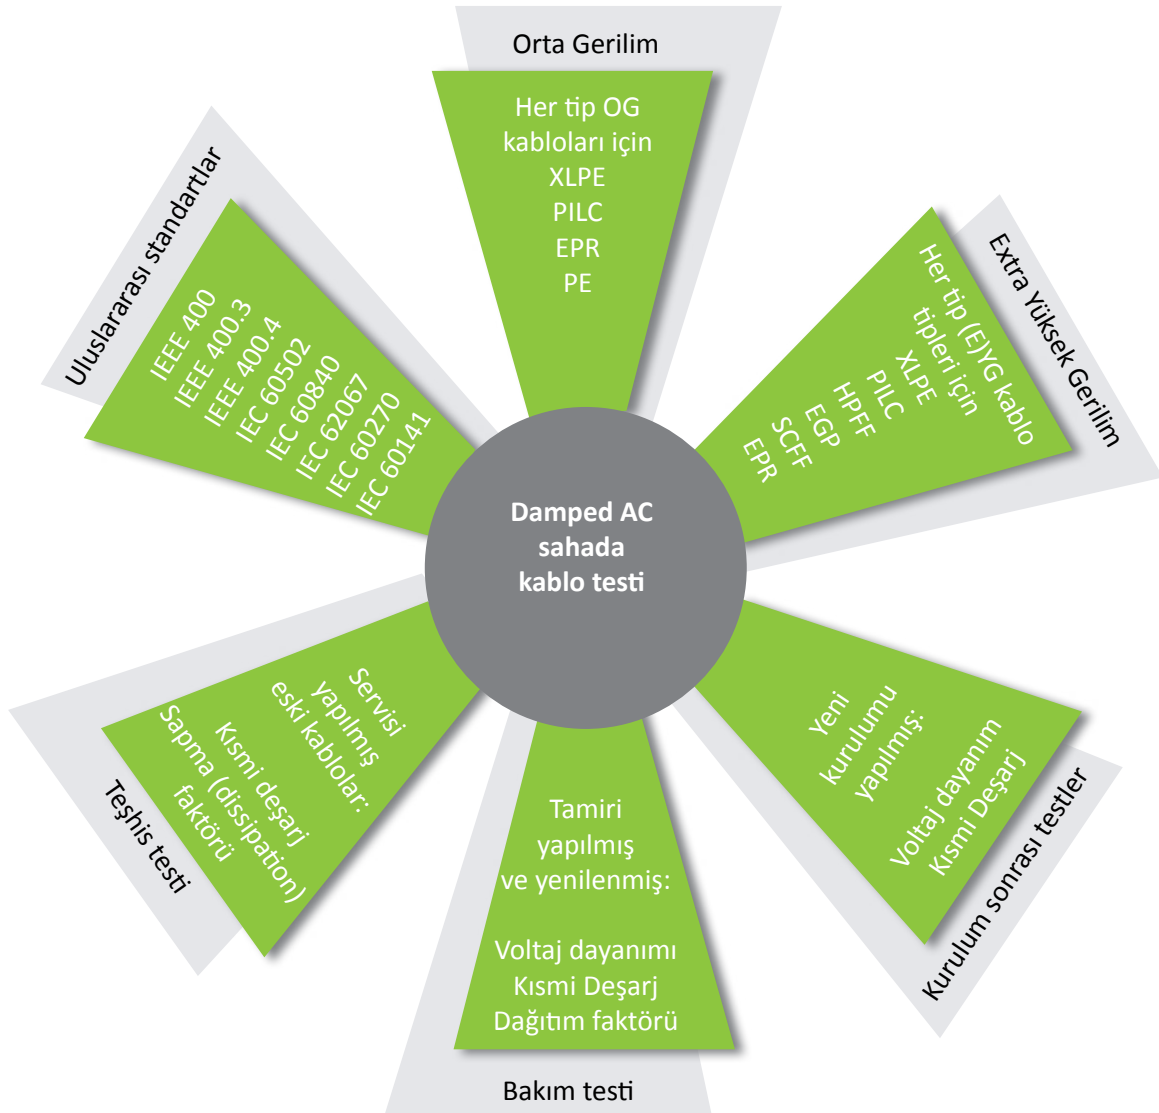 Orta Gerilim
Her tip OG
kabloları için
XLPE
PILC
EPR
PE
Extra Yüksek Gerilim
Her tip (E)YG kablo
tipleri için
XLPE
PILC
HPFF
EGP
SCFF
EPR
Kurulum sonrası testler
Yeni
kurulumu
yapılmış:
Voltaj dayanım
Kısmi Deşarj
Tamiri
yapılmış
ve yenilenmiş:
Voltaj dayanımı
Kısmi Deşarj
Dağıtım faktörü
Bakım testi
Servisi
yapılmış
eski kablolar:
Kısmi deşarj
Sapma (dissipation)
faktörü
Teşhis testi
Uluslararası standartlar
IEEE 400
IEEE 400.3
IEEE 400.4
IEC 60502
IEC 60840
IEC 62067
IEC 60270
IEC 60141
Damped AC
sahada
kablo testi